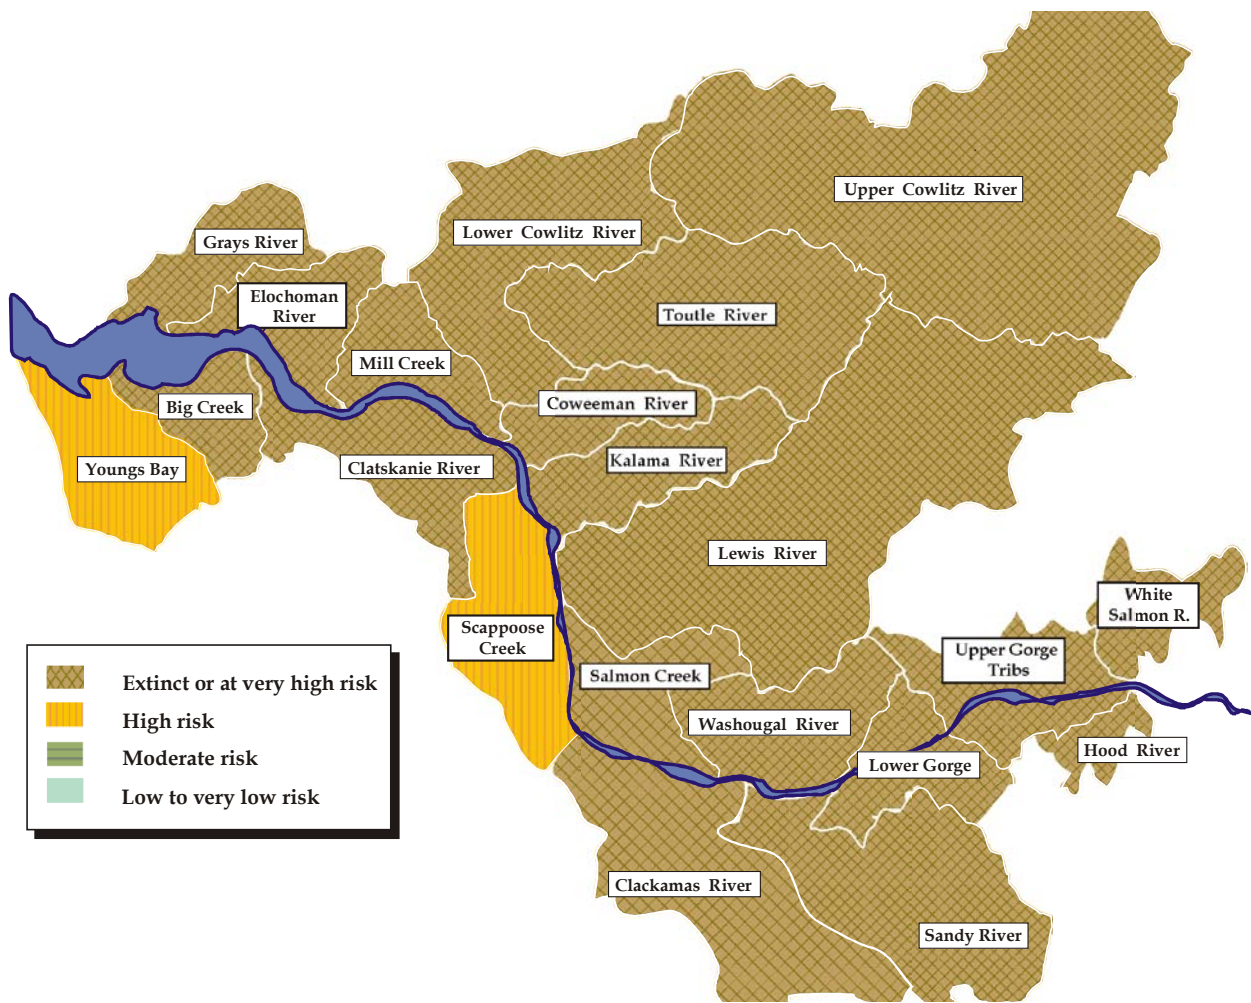 Upper Cowlitz River
Lower Cowlitz River
Grays River
Elochoman
River
Toutle River
Mill Creek
Coweeman River
Big Creek
Kalama River
Youngs Bay
Clatskanie River
Lewis River
White
Salmon R.
Scappoose
Creek
Upper Gorge
Tribs
Salmon Creek
Washougal River
Hood River
Lower Gorge
Clackamas River
Sandy River
Extinct or at very high risk
High risk
Moderate risk
Low to very low risk